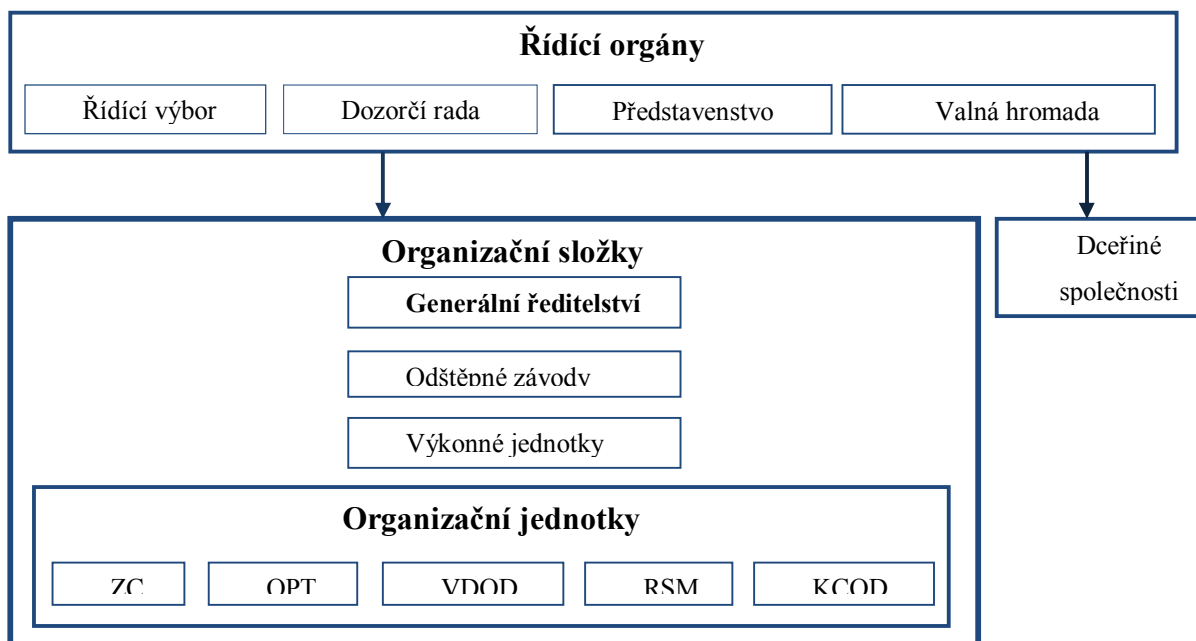 Řídící orgány
Řídící výbor
Dozorčí rada
Představenstvo
Valná hromada
Organizační složky
Generální ředitelství
Odštěpné závody
Výkonné jednotky
Organizační jednotky
ZC
OPT
VDOD
RSM
KCOD
Dceřiné
společnosti